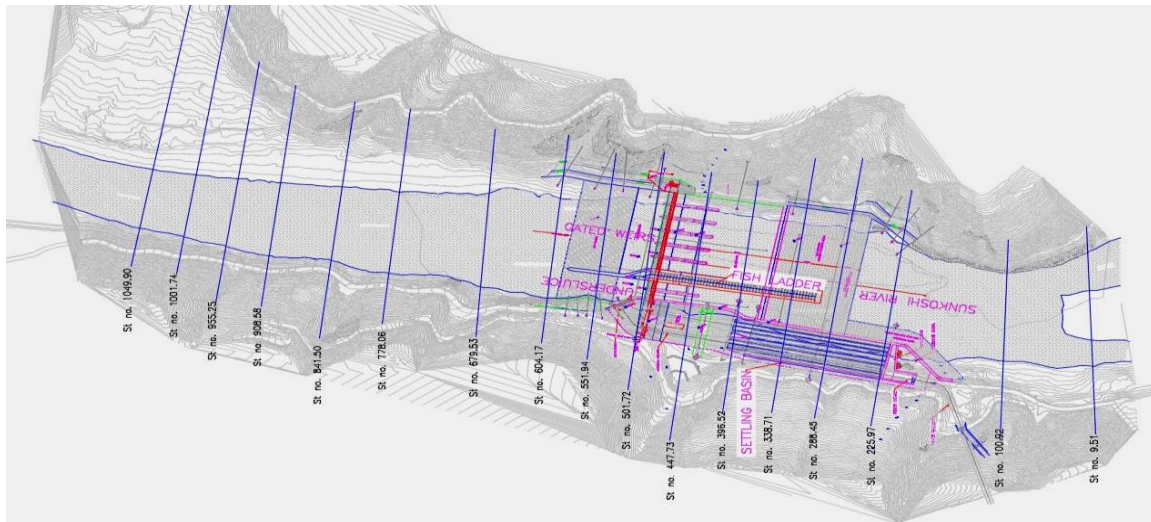 St no. 1049.90
St no. 1001.74
St no. 955.25
St no. 908.58
St no. 841.50
St no. 778.06
St no. 679.53
St no. 604.17
St no. 551.94
St no. 501.72
St no. 447.73
St no. 396.52
St no. 338.71
St no. 288.45
St no. 225.97
St no. 100.92
St no. 9.51
GATED WEIRS
UNDERSLUICE
FISH LADDER
SUNKOSHI RIVER
SETTLING BASIN